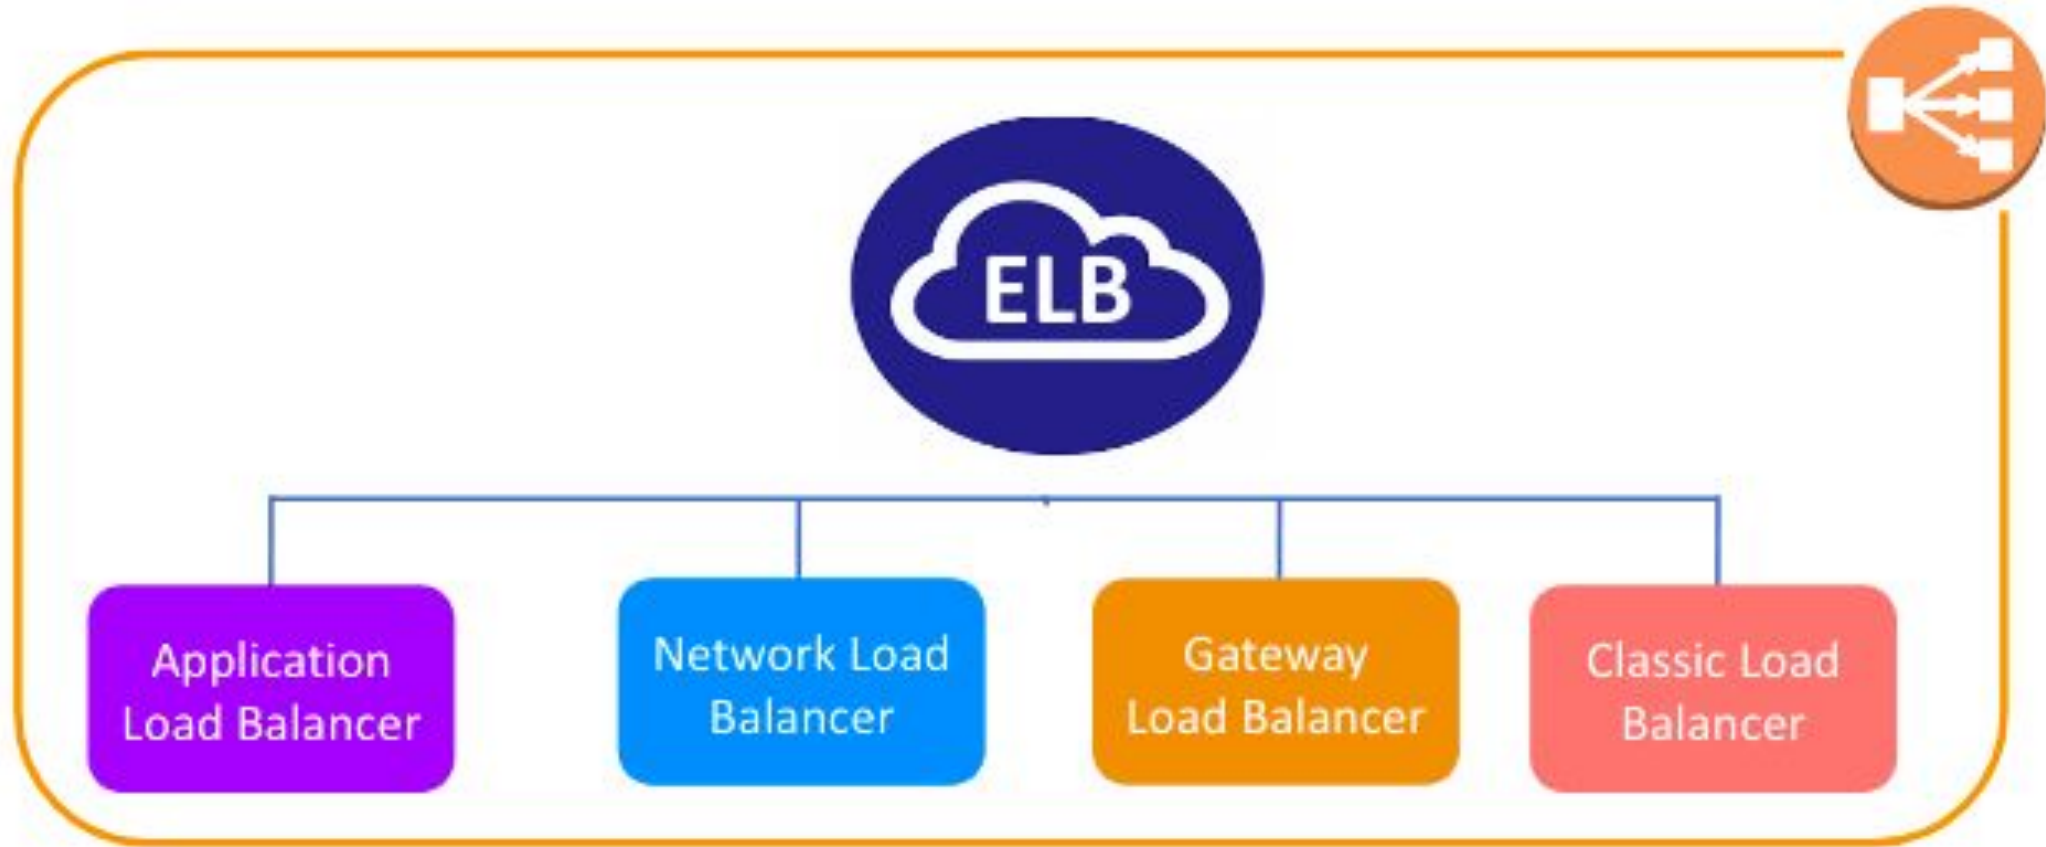 ELB
Application
Load Balancer
Network Load
Balancer
Gateway
Load Balancer
Classic Load
Balancer